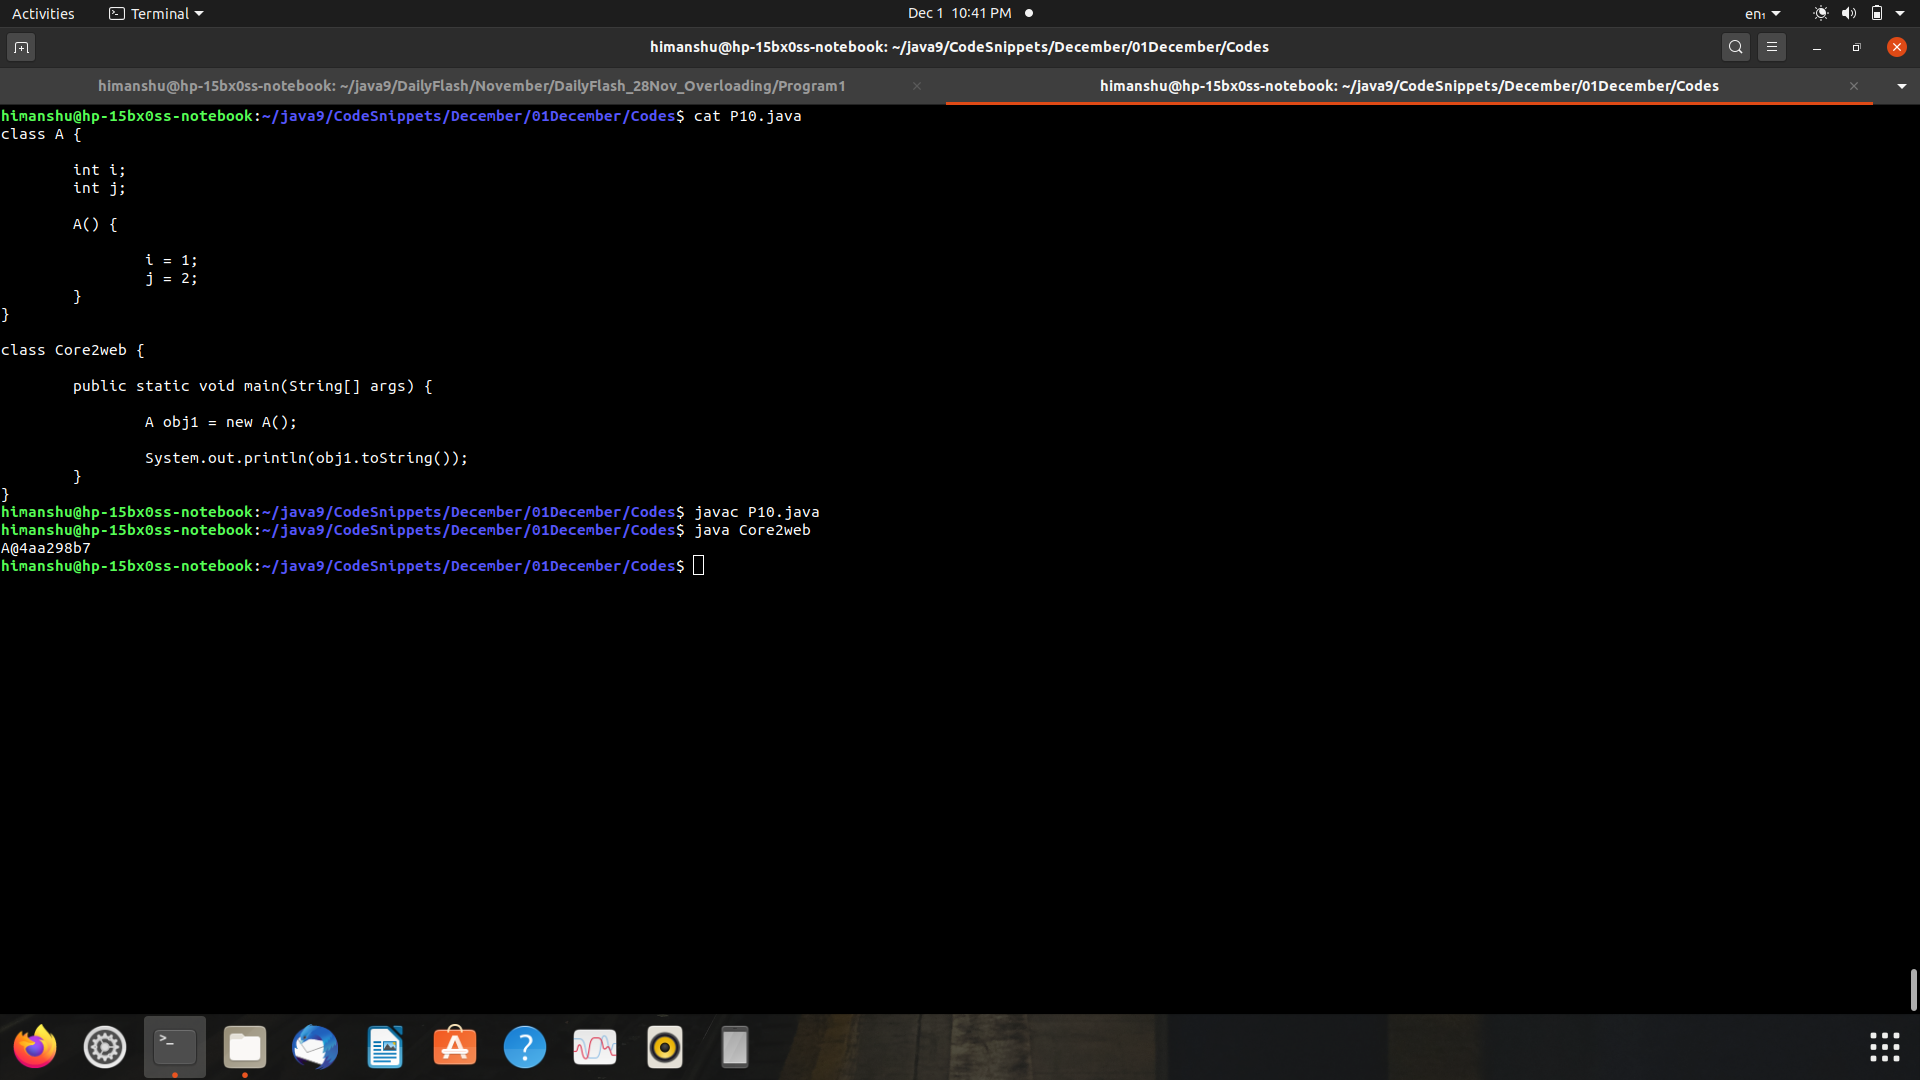 Activities Terminal Dec 1 10:41 PM en₁
himanshu@hp-15bx0ss-notebook: ~/java9/CodeSnippets/December/01December/Codes
himanshu@hp-15bx0ss-notebook: ~/java9/DailyFlash/November/DailyFlash_28Nov_Overloading/Program1 × himanshu@hp-15bx0ss-notebook: ~/java9/CodeSnippets/December/01December/Codes ×
himanshu@hp-15bx0ss-notebook:~/java9/CodeSnippets/December/01December/Codes$ cat P10.java
class A {
int i;
int j;
A() {
i = 1;
j = 2;
}
}
class Core2web {
public static void main(String[] args) {
A obj1 = new A();
System.out.println(obj1.toString());
}
}
himanshu@hp-15bx0ss-notebook:~/java9/CodeSnippets/December/01December/Codes$ javac P10.java
himanshu@hp-15bx0ss-notebook:~/java9/CodeSnippets/December/01December/Codes$ java Core2web
A@4aa298b7
himanshu@hp-15bx0ss-notebook:~/java9/CodeSnippets/December/01December/Codes$